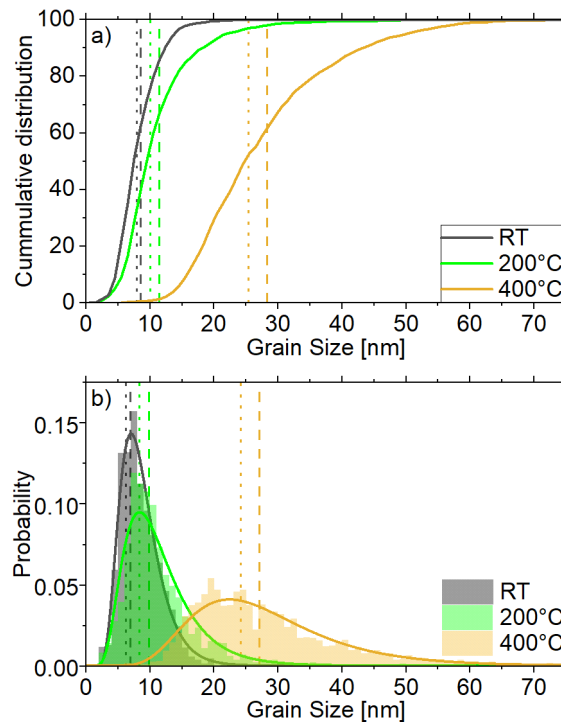 a)
Cummulative distribution
100
80
60
40
20
0
RT
200°C
400°C
0 10 20 30 40 50 60 70
Grain Size [nm]
b)
Probability
0.15
0.10
0.05
0.00
RT
200°C
400°C
0 10 20 30 40 50 60 70
Grain Size [nm]